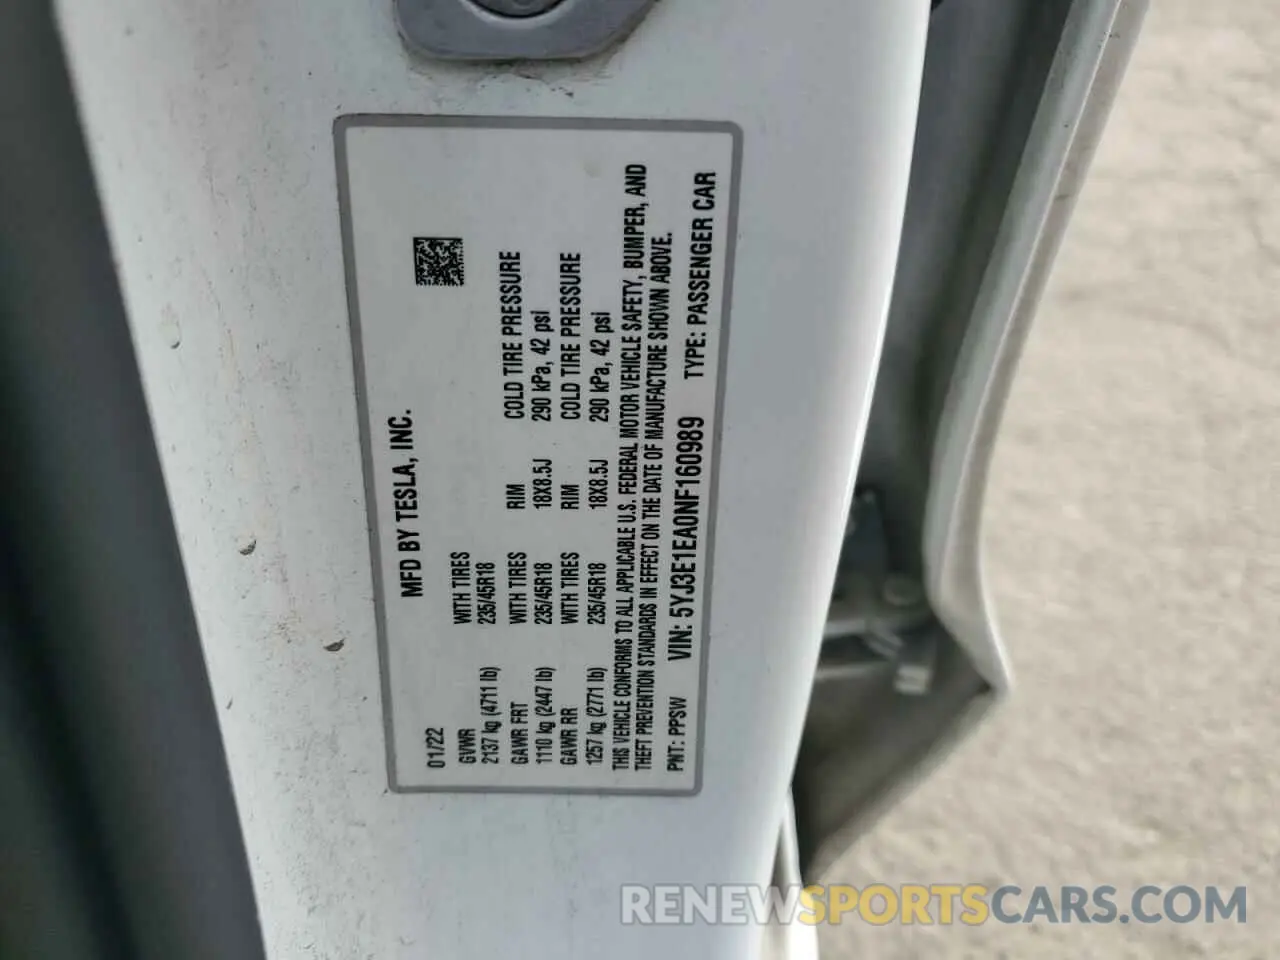 MFD BY TESLA, INC.
01/22
GVWR WITH TIRES
2137 kg (4711 lb) 235/45R18
GAWR FRT WITH TIRES RIM COLD TIRE PRESSURE
1110 kg (2447 lb) 235/45R18 18X8.5J 290 kPa, 42 psi
GAWR RR WITH TIRES RIM COLD TIRE PRESSURE
1257 kg (2771 lb) 235/45R18 18X8.5J 290 kPa, 42 psi
THIS VEHICLE CONFORMS TO ALL APPLICABLE U.S. FEDERAL MOTOR VEHICLE SAFETY, BUMPER, AND
THEFT PREVENTION STANDARDS IN EFFECT ON THE DATE OF MANUFACTURE SHOWN ABOVE.
PNT: PPSW VIN: 5YJ3E1EA0NF160989 TYPE: PASSENGER CAR
RENEWSPORTSCARS.COM